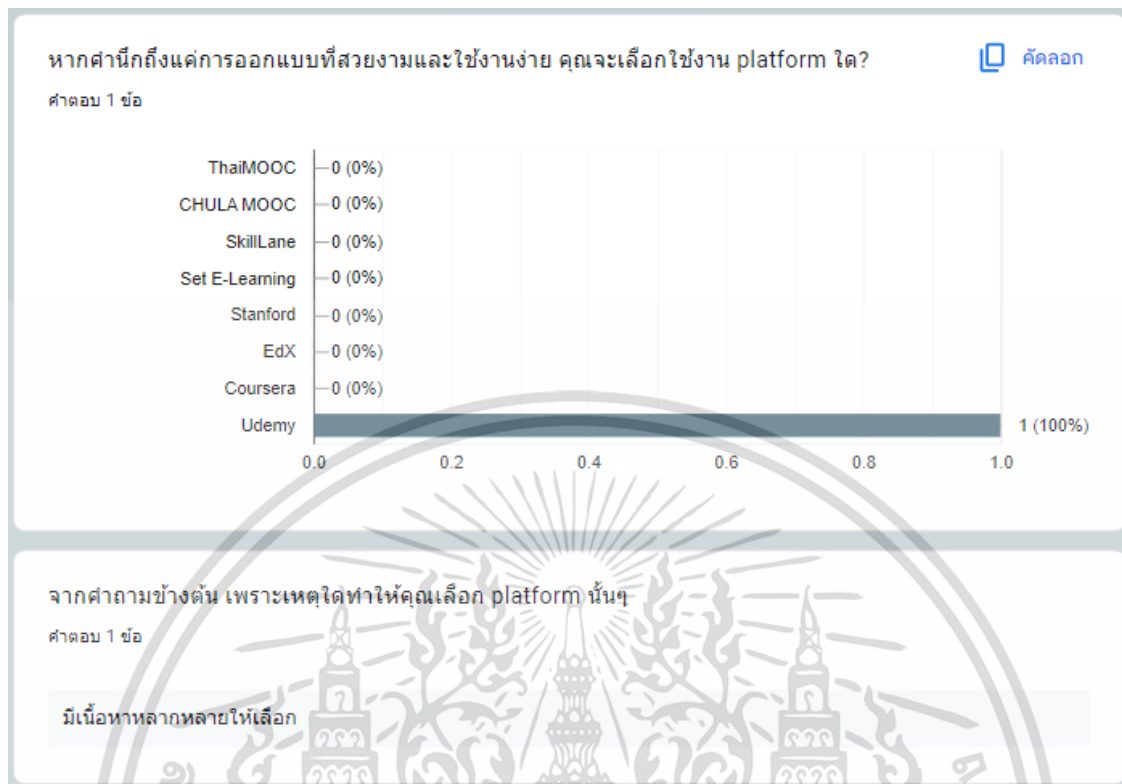 หากคำนึกถึงแค่การออกแบบที่สวยงามและใช้งานง่าย คุณจะเลือกใช้งาน platform ใด?
คัดลอก
คำตอบ 1 ข้อ
ThaiMOOC 0 (0%)
CHULA MOOC 0 (0%)
SkillLane 0 (0%)
Set E-Learning 0 (0%)
Stanford 0 (0%)
EdX 0 (0%)
Coursera 0 (0%)
Udemy 1 (100%)
0.0 0.2 0.4 0.6 0.8 1.0
จากคำถามข้างต้น เพราะเหตุใดทำให้คุณเลือก platform นั้นๆ
คำตอบ 1 ข้อ
มีเนื้อหาหลากหลายให้เลือก